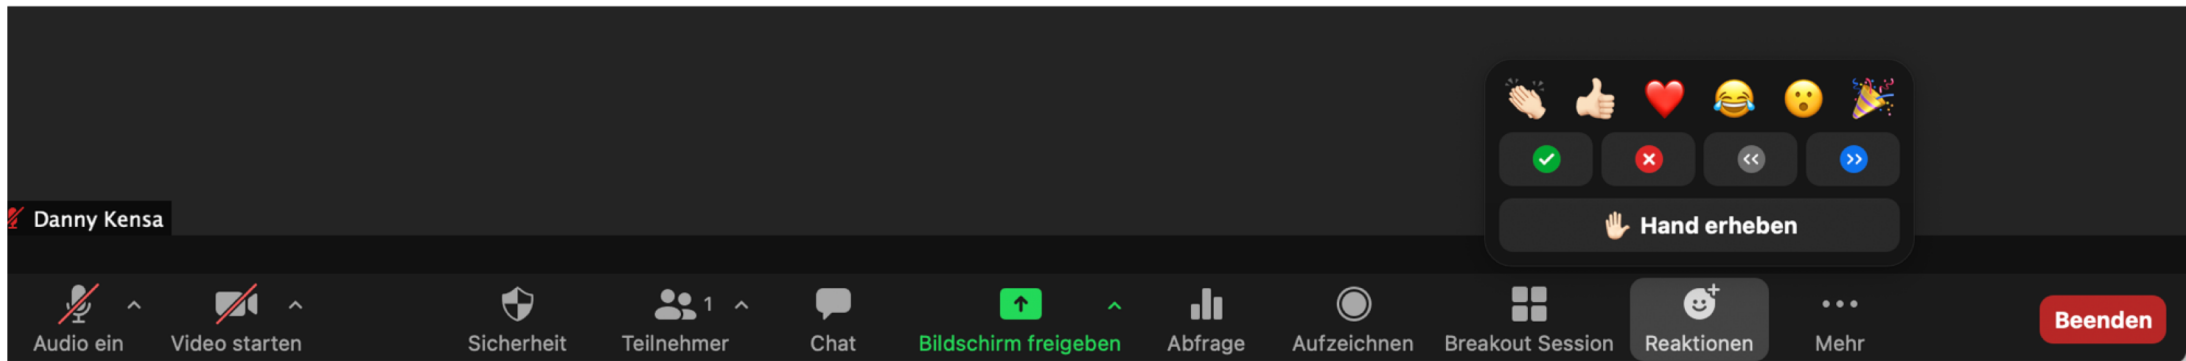 Hand erheben
Danny Kensa
Audio ein
Video starten
Sicherheit
1
Teilnehmer
Chat
Bildschirm freigeben
Abfrage
Aufzeichnen
Breakout Session
Reaktionen
Mehr
Beenden